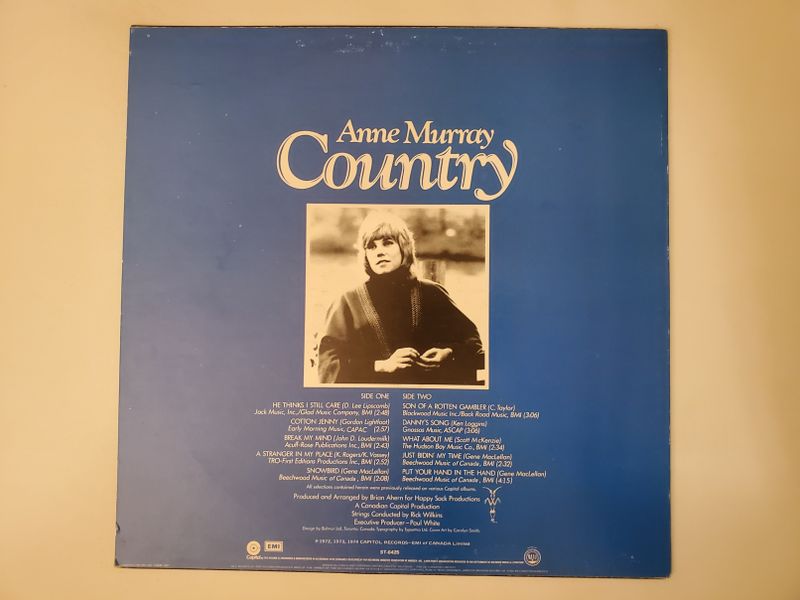 Anne Murray
Country
SIDE ONE
HE THINKS I STILL CARE (D. Lee Lipscomb)
Jack Music, Inc./Glad Music Company, BMI (2:48)
COTTON JENNY (Gordon Lightfoot)
Early Morning Music, CAPAC (2:57)
BREAK MY MIND (John D. Loudermilk)
Acuff-Rose Publications Inc., BMI (2:43)
A STRANGER IN MY PLACE (K. Rogers/K. Vassey)
TRO-First Editions Productions Inc., BMI (2:52)
SNOWBIRD (Gene MacLellan)
Beechwood Music of Canada, BMI (2:08)
SIDE TWO
SON OF A ROTTEN GAMBLER (C. Taylor)
Blackwood Music Inc./Back Road Music, BMI (3:06)
DANNY'S SONG (Ken Loggins)
Gnossos Music, ASCAP (3:06)
WHAT ABOUT ME (Scott McKenzie)
The Hudson Bay Music Co., BMI (2:34)
JUST BIDIN' MY TIME (Gene MacLellan)
Beechwood Music of Canada, BMI (2:32)
PUT YOUR HAND IN THE HAND (Gene MacLellan)
Beechwood Music of Canada, BMI (4:15)
All selections contained herein were previously released on various Capitol albums.
Produced and Arranged by Brian Ahern for Happy Sack Productions
A Canadian Capitol Production
Strings Conducted by Rick Wilkins
Executive Producer – Paul White
℗ 1972, 1973, 1974 CAPITOL RECORDS—EMI of CANADA Limited
Capitol
EMI
ST-6425